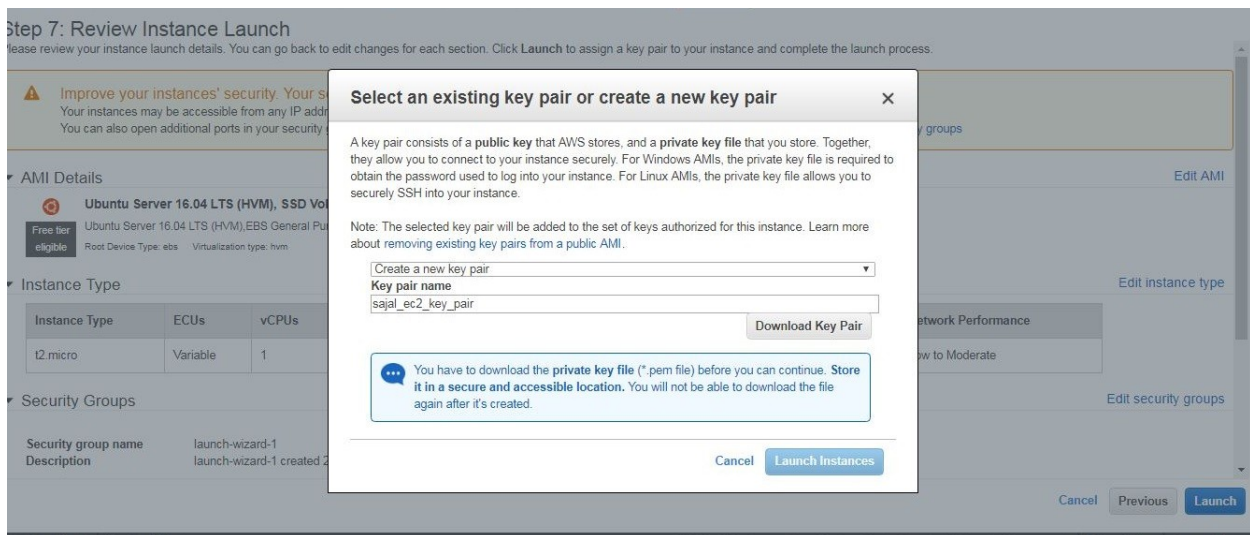 Step 7: Review Instance Launch
Please review your instance launch details. You can go back to edit changes for each section. Click Launch to assign a key pair to your instance and complete the launch process.
Improve your instances' security. Your
Your instances may be accessible from any IP
You can also open additional ports in your security
groups
AMI Details
Edit AMI
Ubuntu Server 16.04 LTS (HVM), SSD
Free tier
eligible
Ubuntu Server 16.04 LTS (HVM),EBS General
Root Device Type: ebs Virtualization type: hvm
Instance Type
Edit instance type
Instance Type ECUs vCPUs Performance
t2.micro Variable 1 to Moderate
Security Groups
Edit security groups
Security group name launch-wizard-1
Description launch-wizard-1 created 2
Select an existing key pair or create a new key pair ×
A key pair consists of a public key that AWS stores, and a private key file that you store. Together,
they allow you to connect to your instance securely. For Windows AMIs, the private key file is required to
obtain the password used to log into your instance. For Linux AMIs, the private key file allows you to
securely SSH into your instance.
Note: The selected key pair will be added to the set of keys authorized for this instance. Learn more
about removing existing key pairs from a public AMI.
Create a new key pair
Key pair name
sajal_ec2_key_pair
Download Key Pair
You have to download the private key file (*.pem file) before you can continue. Store
it in a secure and accessible location. You will not be able to download the file
again after it's created.
Cancel Launch Instances
Cancel Previous Launch